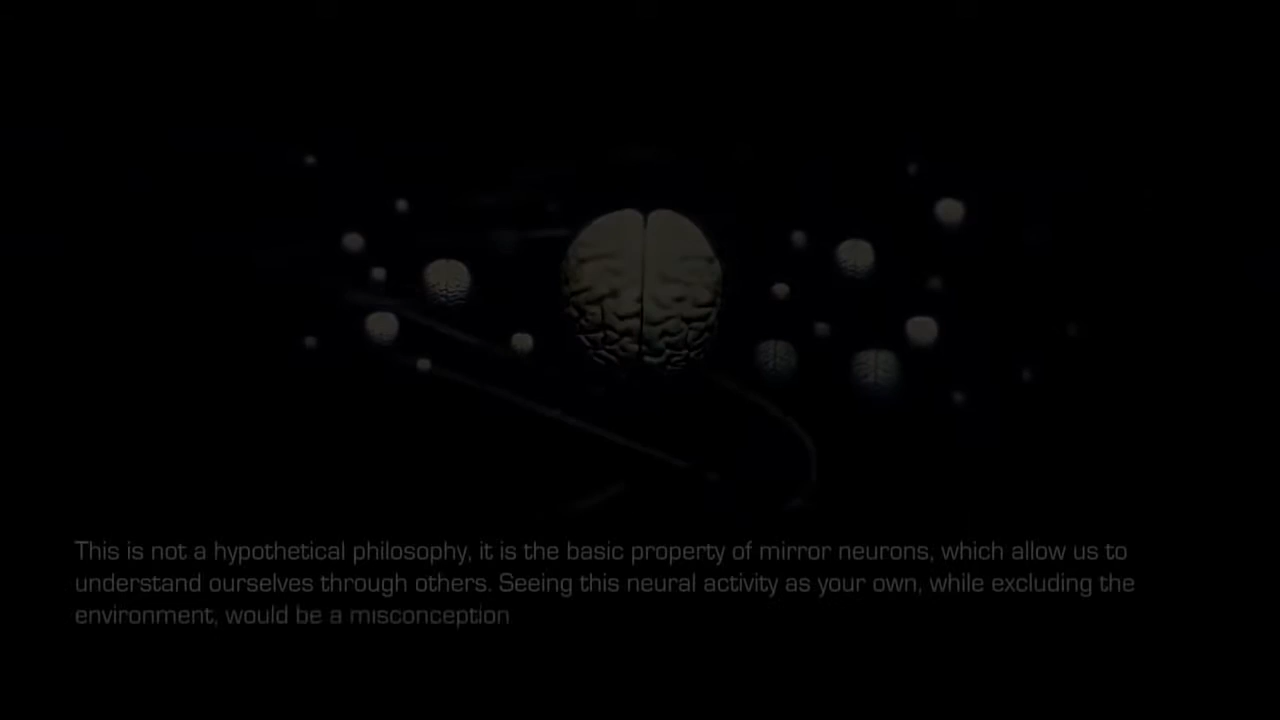 This is not a hypothetical philosophy, it is the basic property of mirror neurons, which allow us to
understand ourselves through others. Seeing this neural activity as your own, while excluding the
environment, would be a misconception